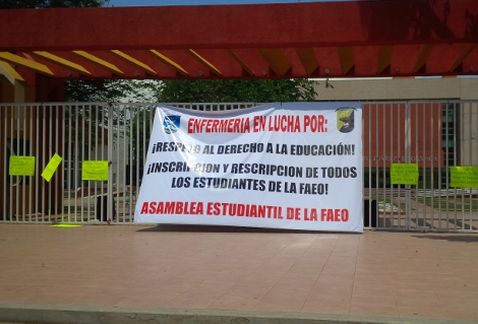 ENFERMERIA EN LUCHA POR:
¡RESPETO AL DERECHO A LA EDUCACIÓN!
¡INSCRIPCION Y RESCRIPCION DE TODOS
LOS ESTUDIANTES DE LA FAEO!
ASAMBLEA ESTUDIANTIL DE LA FAEO